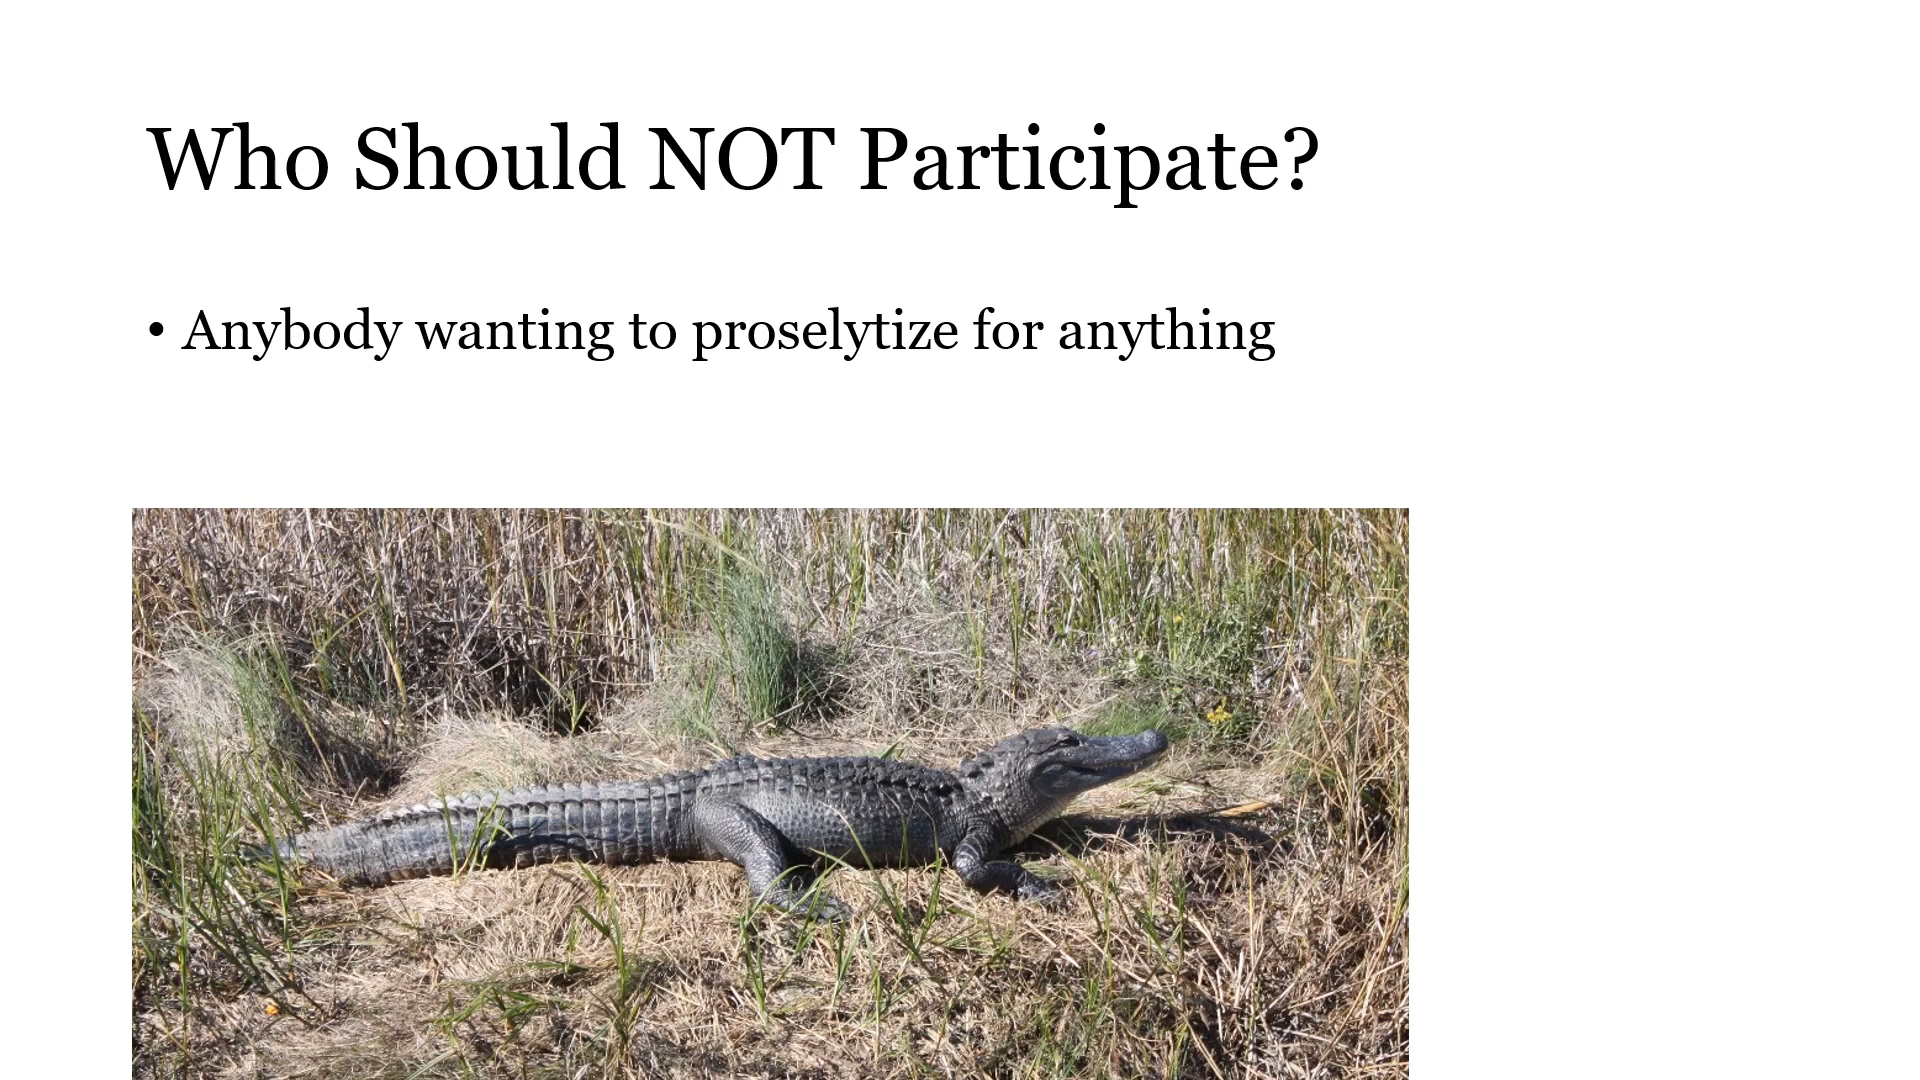 Who Should NOT Participate?
• Anybody wanting to proselytize for anything